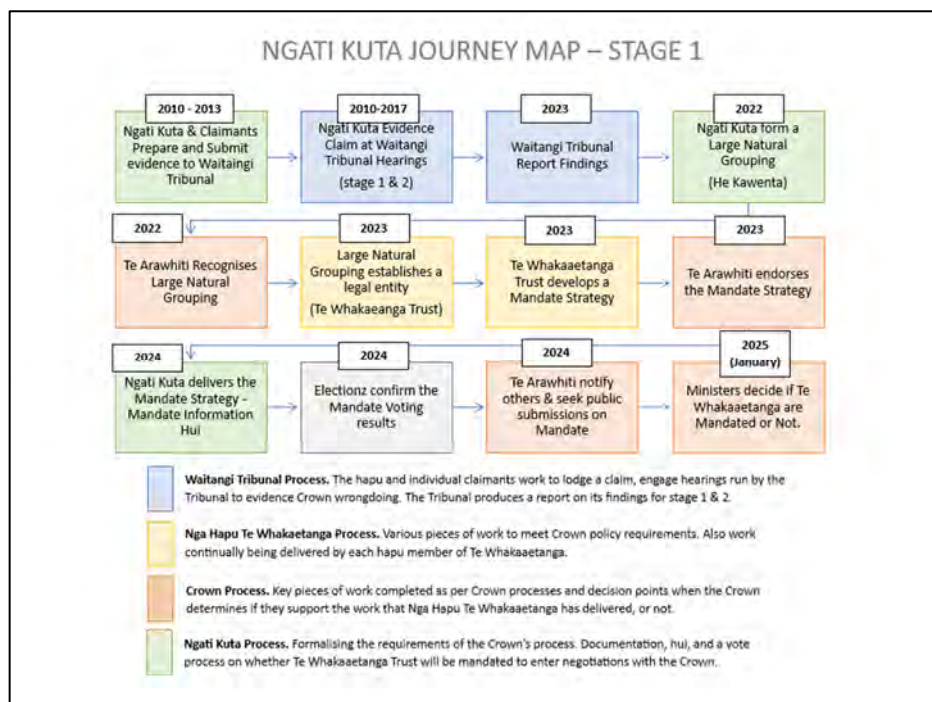 NGATI KUTA JOURNEY MAP – STAGE 1
2010 - 2013
Ngati Kuta & Claimants
Prepare and Submit
evidence to Waitaingi
Tribunal
2010-2017
Ngati Kuta Evidence
Claim at Waitangi
Tribunal Hearings
(stage 1 & 2)
2023
Waitangi Tribunal
Report Findings
2022
Ngati Kuta form a
Large Natural
Grouping
(He Kawenta)
2022
Te Arawhiti Recognises
Large Natural
Grouping
2023
Large Natural
Grouping establishes a
legal entity
(Te Whakaeanga Trust)
2023
Te Whakaaetanga
Trust develops a
Mandate Strategy
2023
Te Arawhiti endorses
the Mandate Strategy
2024
Ngati Kuta delivers the
Mandate Strategy -
Mandate Information
Hui
2024
Electionz confirm the
Mandate Voting
results
2024
Te Arawhiti notify
others & seek public
submissions on
Mandate
2025
(January)
Ministers decide if Te
Whakaaetanga are
Mandated or Not.
Waitangi Tribunal Process. The hapu and individual claimants work to lodge a claim, engage hearings run by the
Tribunal to evidence Crown wrongdoing. The Tribunal produces a report on its findings for stage 1 & 2.
Nga Hapu Te Whakaetanga Process. Various pieces of work to meet Crown policy requirements. Also work
continually being delivered by each hapu member of Te Whakaaetanga.
Crown Process. Key pieces of work completed as per Crown processes and decision points when the Crown
determines if they support the work that Nga Hapu Te Whakaaetanga has delivered, or not.
Ngati Kuta Process. Formalising the requirements of the Crown's process. Documentation, hui, and a vote
process on whether Te Whakaaetanga Trust will be mandated to enter negotiations with the Crown.